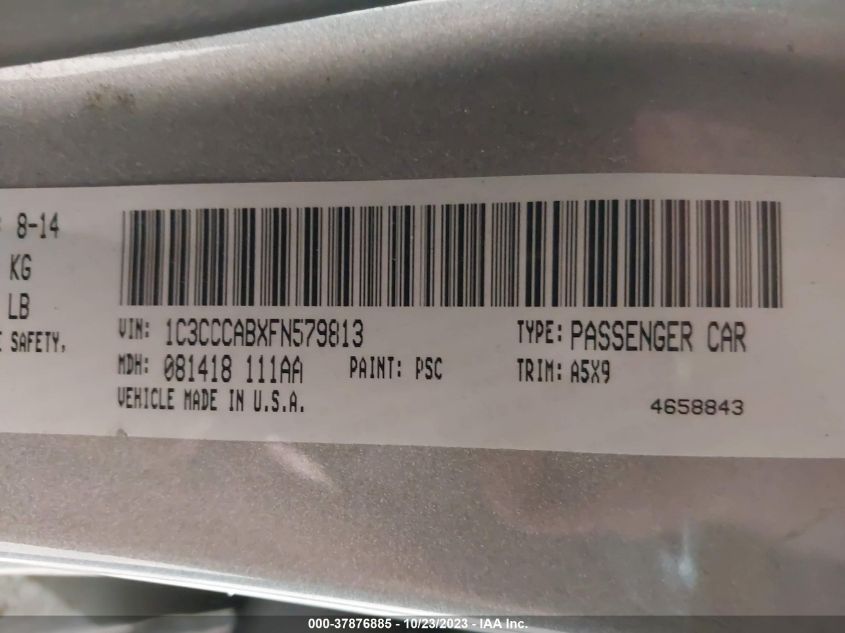 8-14
KG
LB
SAFETY.
VIN: 1C3CCCABXFN579813
TYPE: PASSENGER CAR
MDH: 081418 111AA
PAINT: PSC
TRIM: A5X9
VEHICLE MADE IN U.S.A.
4658843
000-37876885 - 10/23/2023 - IAA Inc.